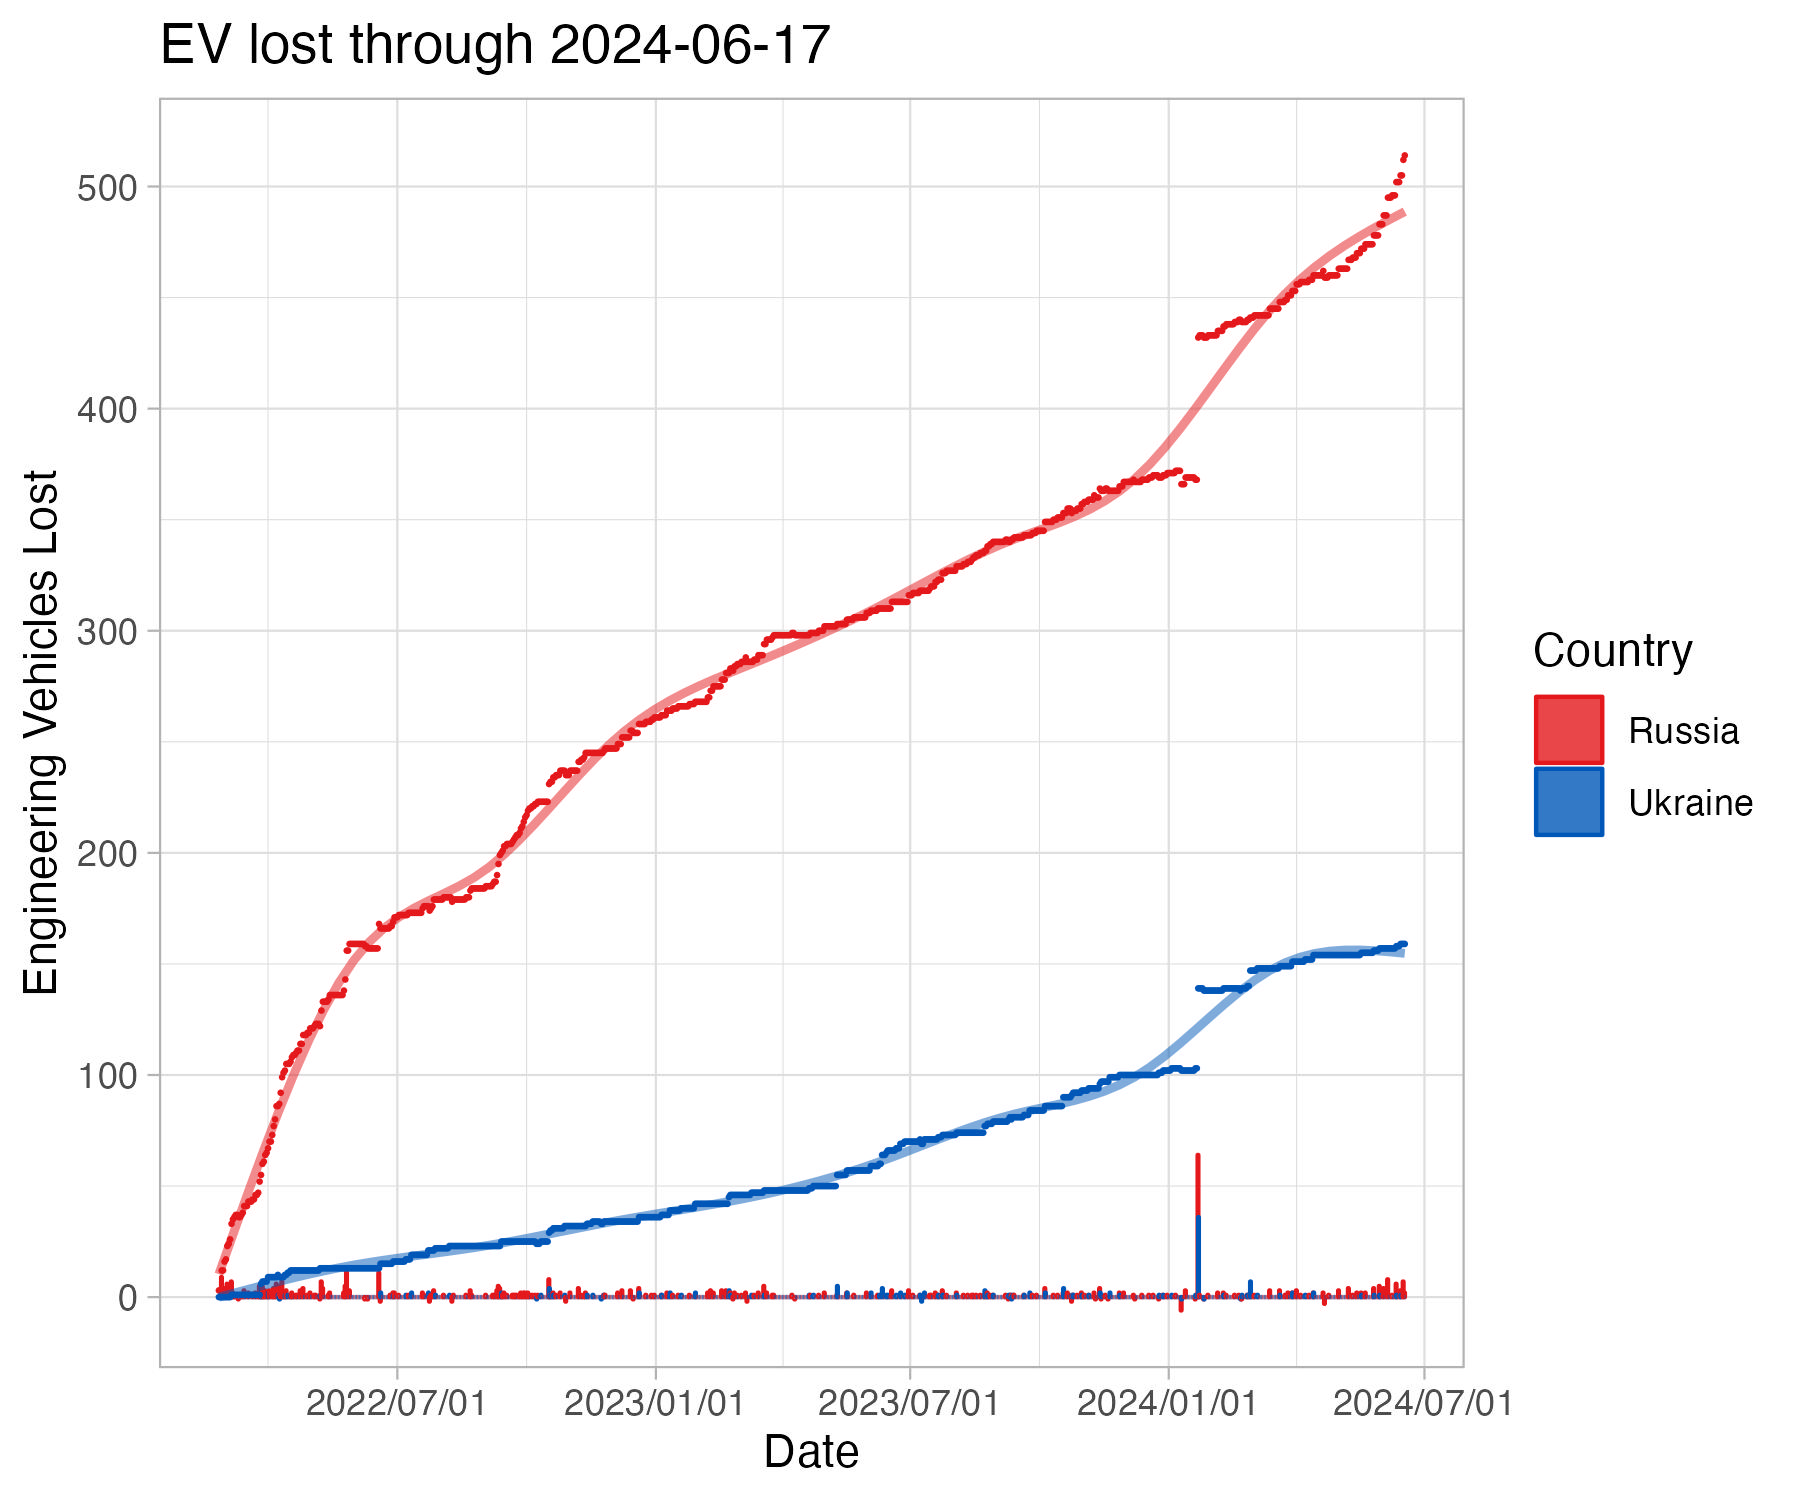 EV lost through 2024-06-17
Engineering Vehicles Lost
500
400
300
200
100
0
2022/07/01
2023/01/01
2023/07/01
2024/01/01
2024/07/01
Date
Country
Russia
Ukraine